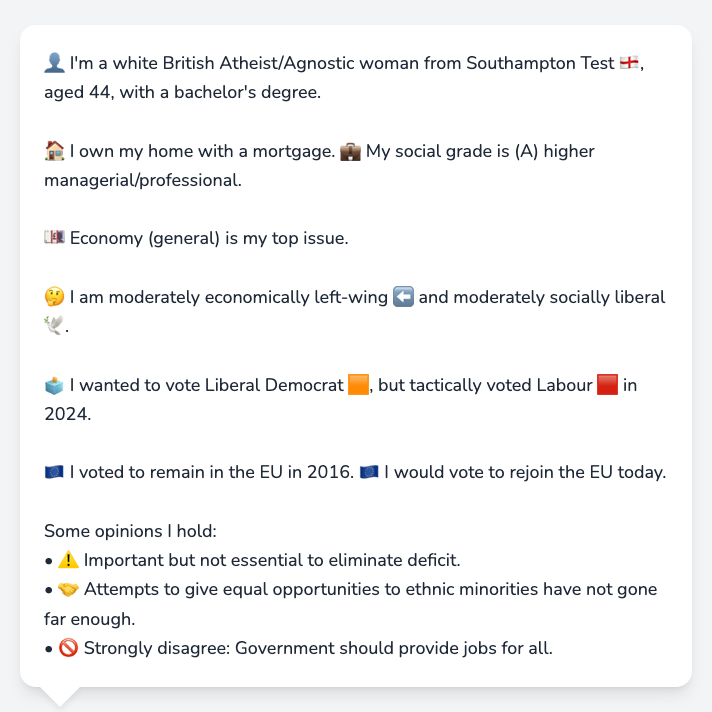 👤 I'm a white British Atheist/Agnostic woman from Southampton Test 🏴󠁧󠁢󠁥󠁮󠁧󠁿,
aged 44, with a bachelor's degree.
🏠 I own my home with a mortgage. 💼 My social grade is (A) higher
managerial/professional.
💷 Economy (general) is my top issue.
🤔 I am moderately economically left-wing ⬅️ and moderately socially liberal
🕊️.
🗳️ I wanted to vote Liberal Democrat 🟧, but tactically voted Labour 🟥 in
2024.
🇪🇺 I voted to remain in the EU in 2016. 🇪🇺 I would vote to rejoin the EU today.
Some opinions I hold:
• ⚠️ Important but not essential to eliminate deficit.
• 🤝 Attempts to give equal opportunities to ethnic minorities have not gone
far enough.
• 🚫 Strongly disagree: Government should provide jobs for all.